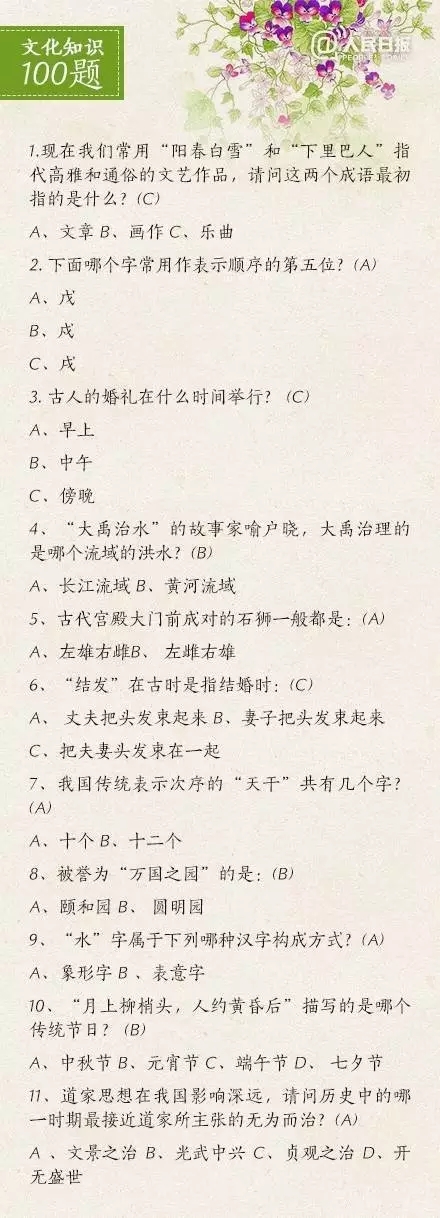 文化知识
100题
@人民日报
PEOPLE'S DAILY
1.现在我们常用“阳春白雪”和“下里巴人”指
代高雅和通俗的文艺作品，请问这两个成语最初
指的是什么？(C)
A、文章 B、画作 C、乐曲
2. 下面哪个字常用作表示顺序的第五位？(A)
A、戊
B、戍
C、戌
3. 古人的婚礼在什么时间举行？ (C)
A、早上
B、中午
C、傍晚
4、“大禹治水”的故事家喻户晓，大禹治理的
是哪个流域的洪水？(B)
A、长江流域 B、黄河流域
5、古代宫殿大门前成对的石狮一般都是：(A)
A、左雄右雌B、 左雌右雄
6、“结发”在古时是指结婚时：(C)
A、 丈夫把头发束起来 B、妻子把头发束起来
C、把夫妻头发束在一起
7、我国传统表示次序的“天干”共有几个字？
(A)
A、十个 B、十二个
8、被誉为“万国之园”的是：(B)
A、颐和园 B、 圆明园
9、“水”字属于下列哪种汉字构成方式？(A)
A、象形字 B 、表意字
10、“月上柳梢头，人约黄昏后”描写的是哪个
传统节日？ (B)
A、中秋节 B、元宵节 C、端午节 D、 七夕节
11、道家思想在我国影响深远，请问历史中的哪
一时期最接近道家所主张的无为而治？(A)
A 、文景之治 B、光武中兴 C、贞观之治 D、开
无盛世